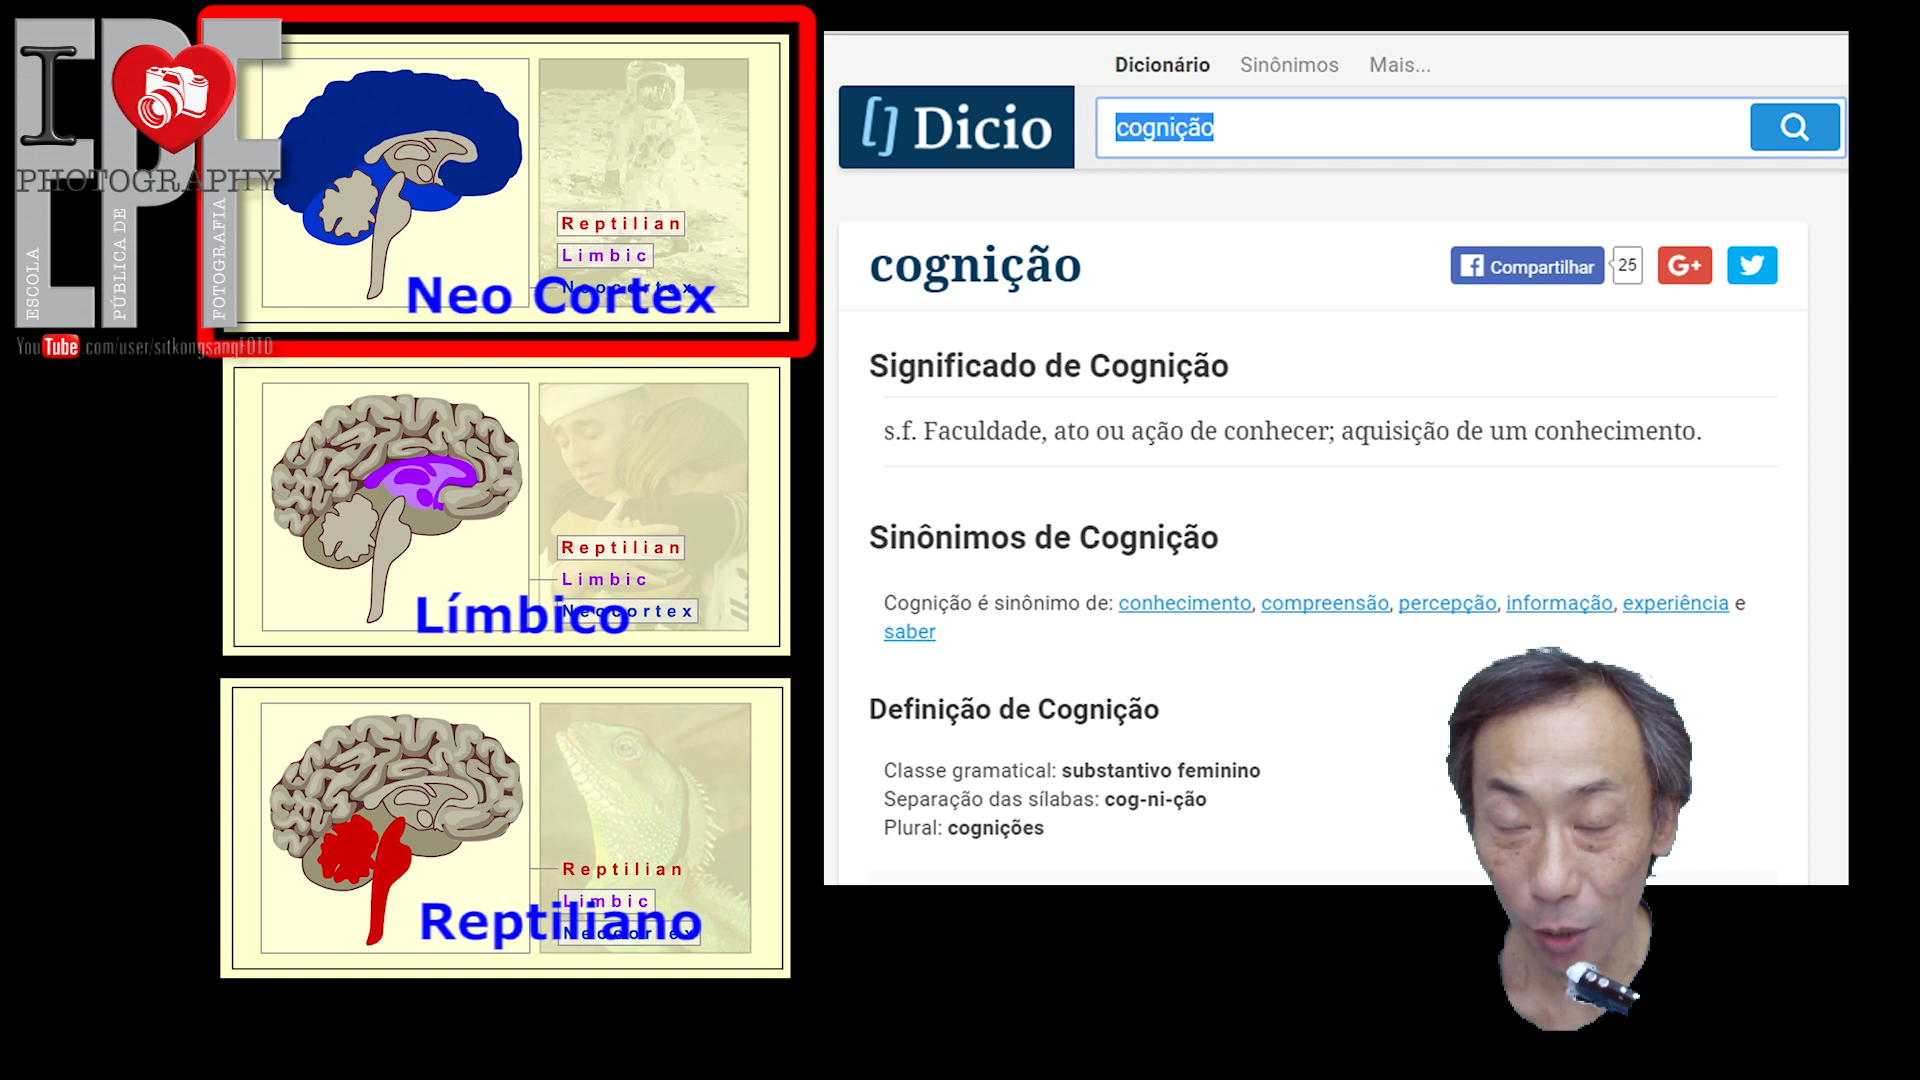 I
PHOTOGRAPHY
ESCOLA
PÚBLICA DE
FOTOGRAFIA
YouTube.com/user/sitkongsangFOTO
Reptilian
Limbic
Neocortex
Neo Cortex
Reptilian
Limbic
Neocortex
Límbico
Reptilian
Limbic
Neocortex
Reptiliano
Dicionário Sinônimos Mais...
Dicio
cognição
cognição
Compartilhar 25 G+
Significado de Cognição
s.f. Faculdade, ato ou ação de conhecer; aquisição de um conhecimento.
Sinônimos de Cognição
Cognição é sinônimo de: conhecimento, compreensão, percepção, informação, experiência e
saber
Definição de Cognição
Classe gramatical: substantivo feminino
Separação das sílabas: cog-ni-ção
Plural: cognições